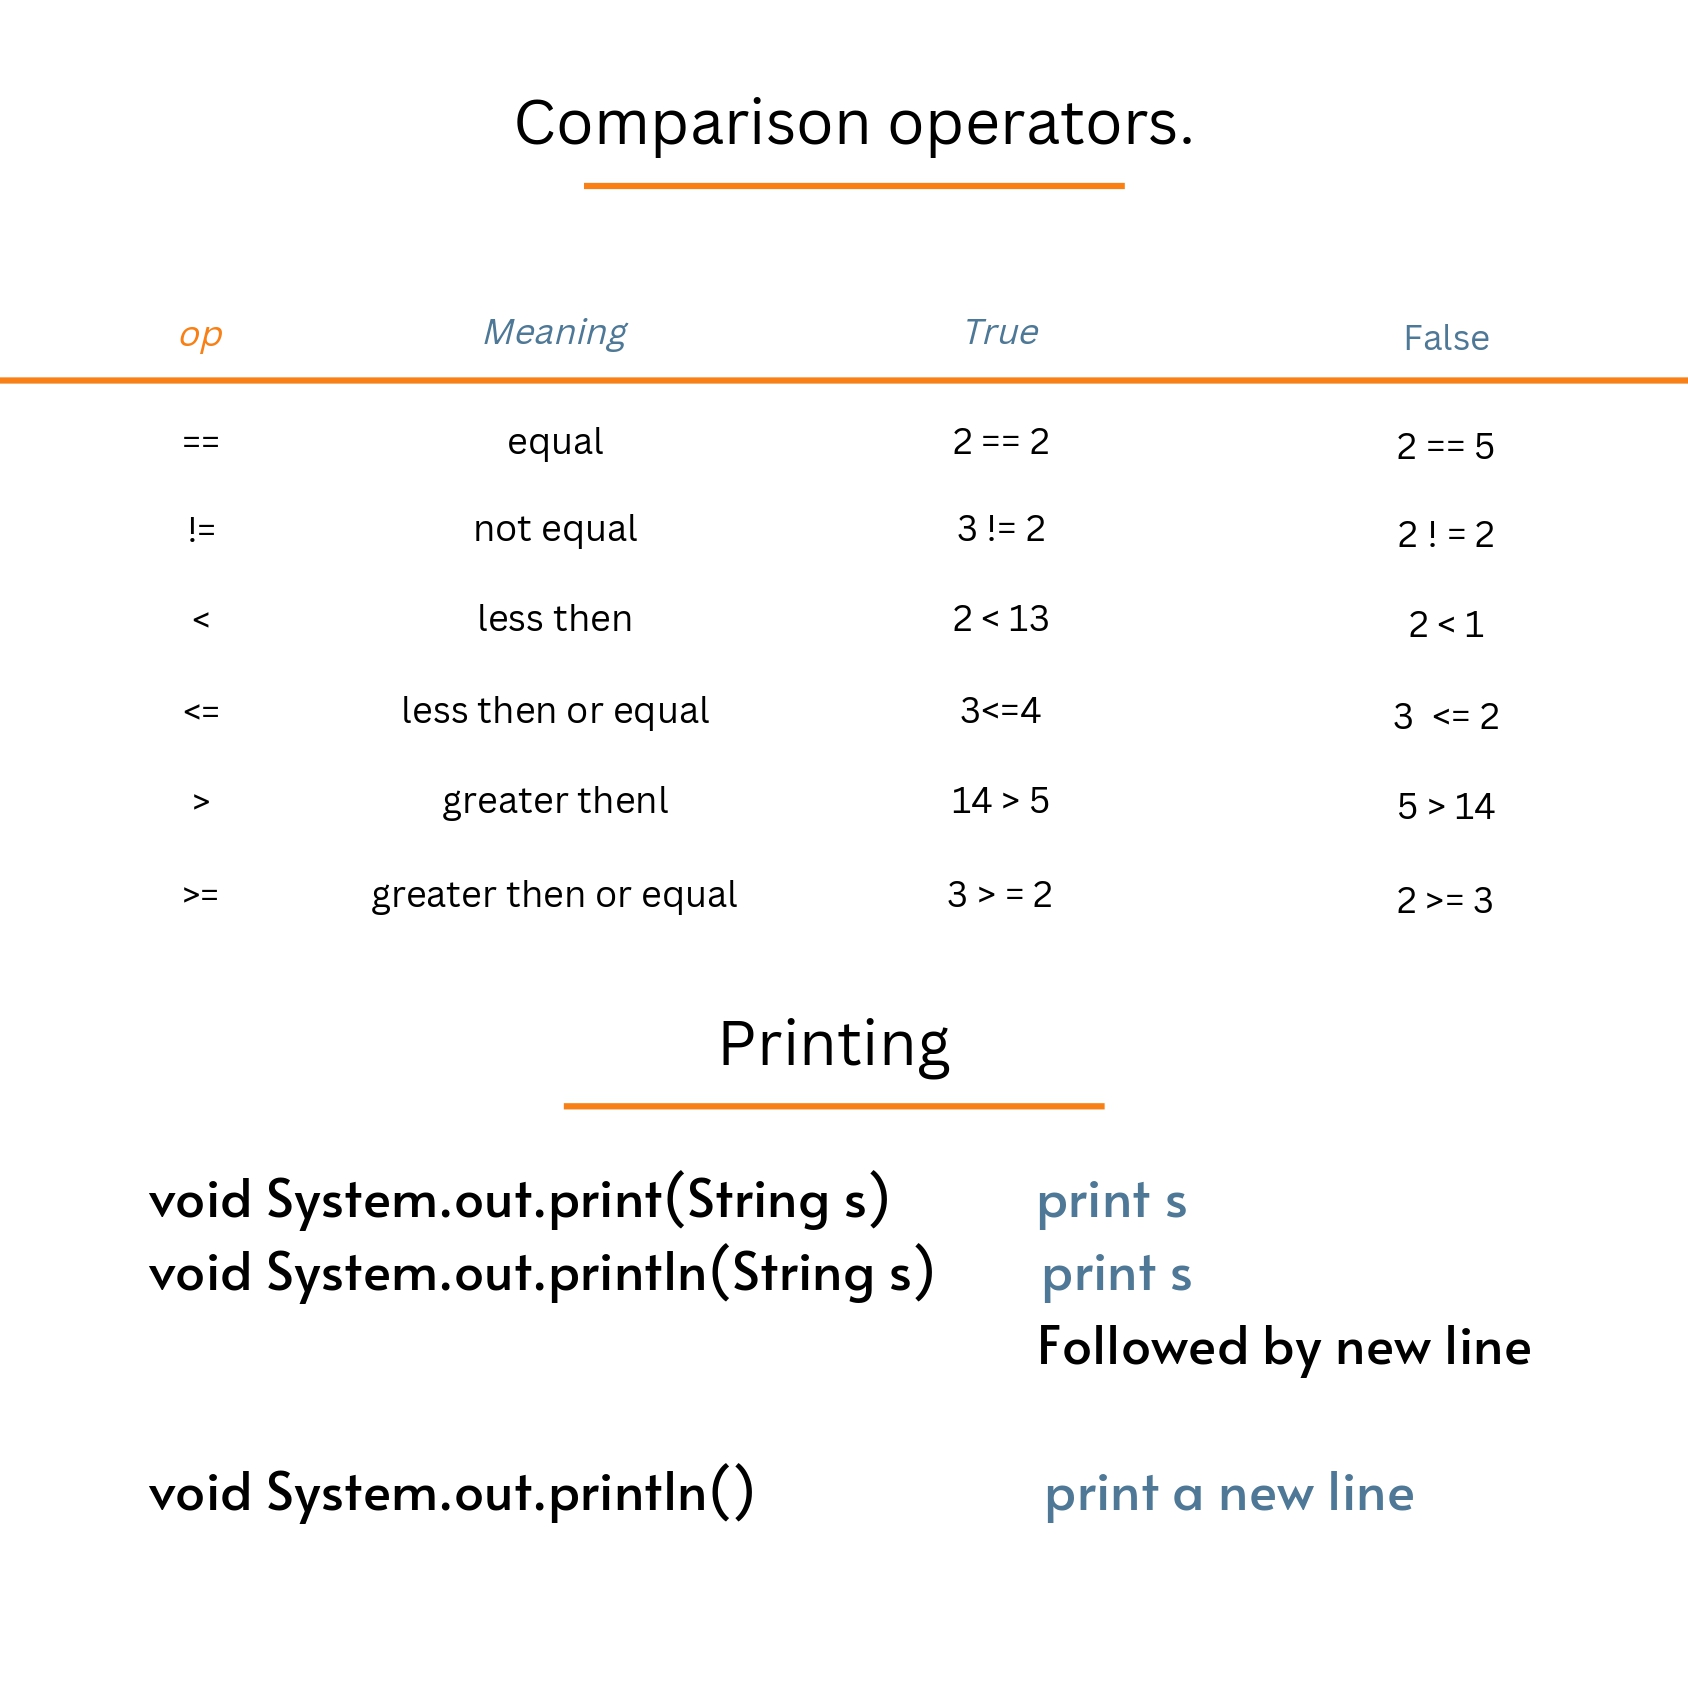 Comparison operators.
op Meaning True False
== equal 2 == 2 2 == 5
!= not equal 3 != 2 2 ! = 2
< less then 2 < 13 2 < 1
<= less then or equal 3<=4 3 <= 2
> greater thenl 14 > 5 5 > 14
>= greater then or equal 3 > = 2 2 >= 3
Printing
void System.out.print(String s) print s
void System.out.println(String s) print s
Followed by new line
void System.out.println() print a new line